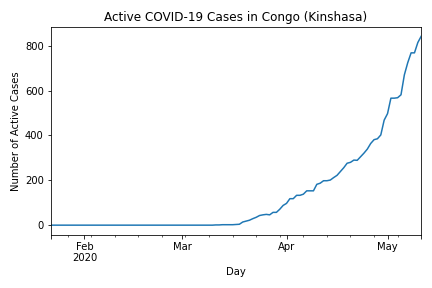 Active COVID-19 Cases in Congo (Kinshasa)
Number of Active Cases
800
600
400
200
0
Feb
2020
Mar
Apr
May
Day